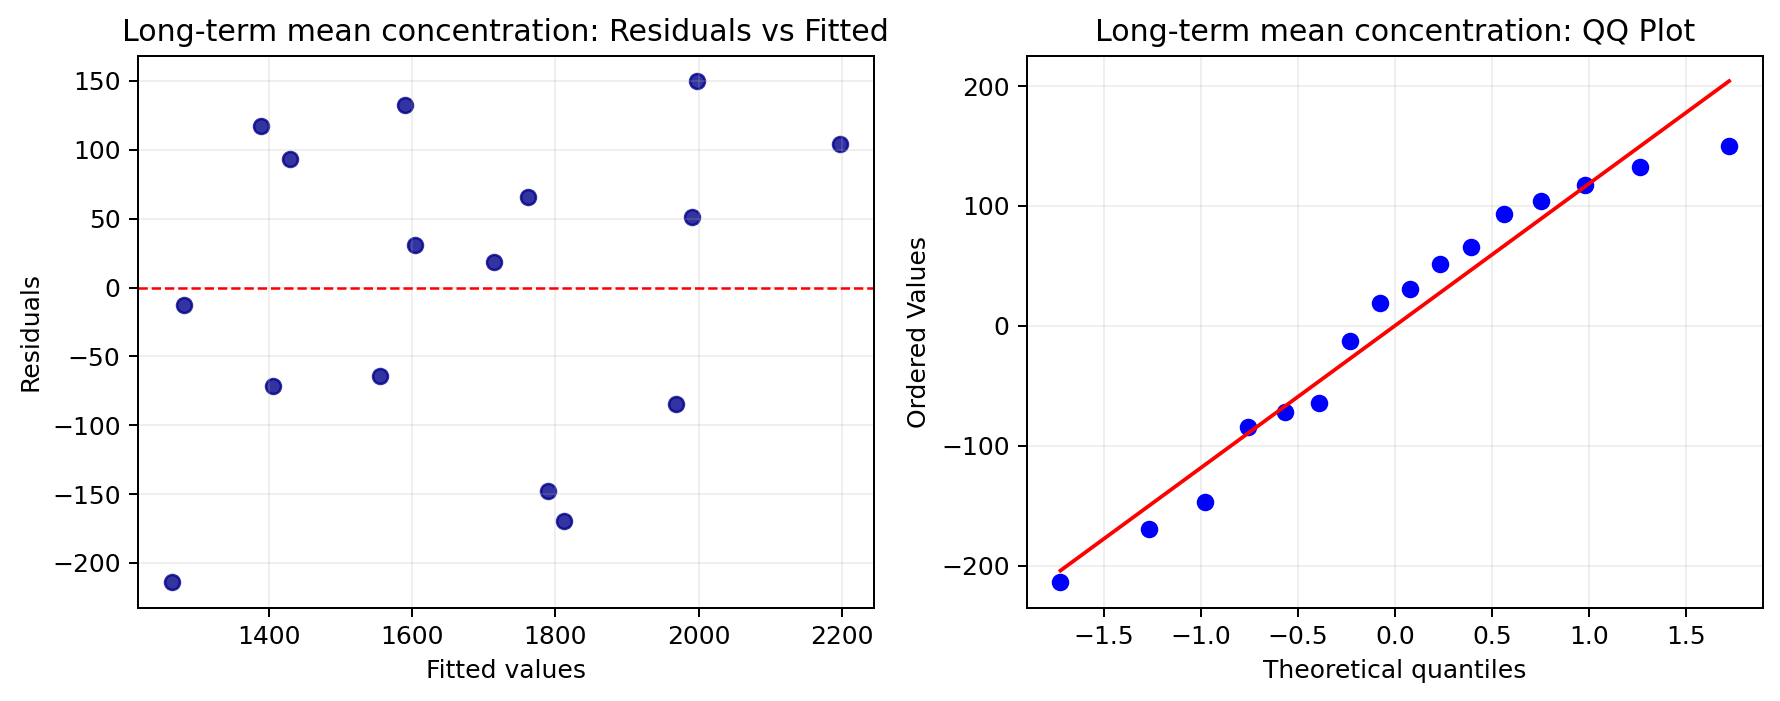 Long-term mean concentration: Residuals vs Fitted
150
100
50
0
−50
−100
−150
−200
Residuals
1400 1600 1800 2000 2200
Fitted values
Long-term mean concentration: QQ Plot
200
100
0
−100
−200
Ordered Values
−1.5 −1.0 −0.5 0.0 0.5 1.0 1.5
Theoretical quantiles